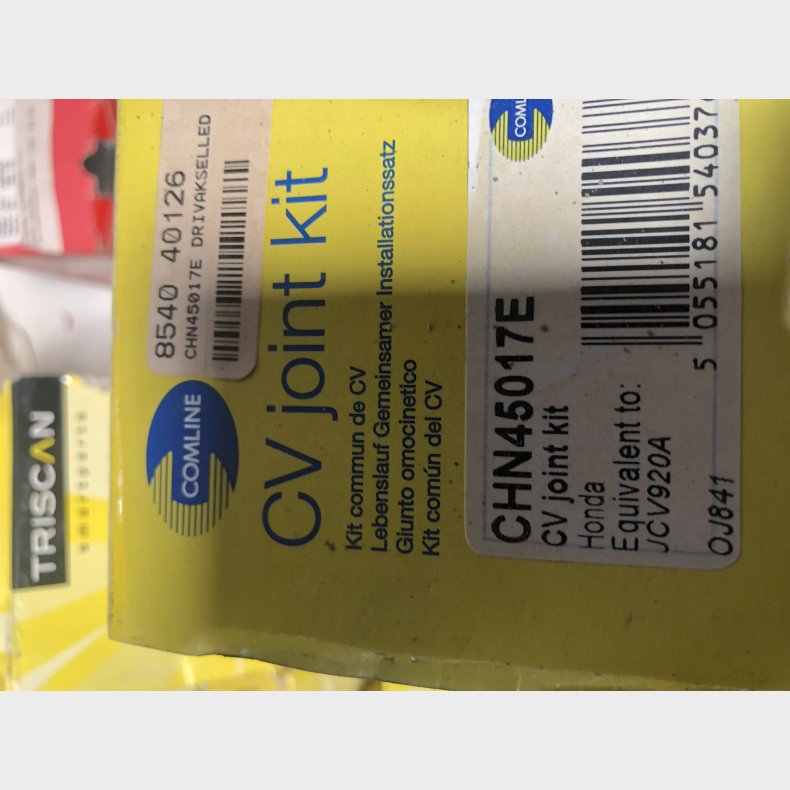 8540 40126
CHN45017E DRIVAKSELLED
COMLINE
CV joint kit
Kit commun de CV
Lebenslauf Gemeinsamer Installationssatz
Giunto omocinetico
Kit común del CV
COMLI
CHN45017E
CV joint kit
Honda
Equivalent to:
JCV920A
OJ841
5 055181 54037
TRISCAN